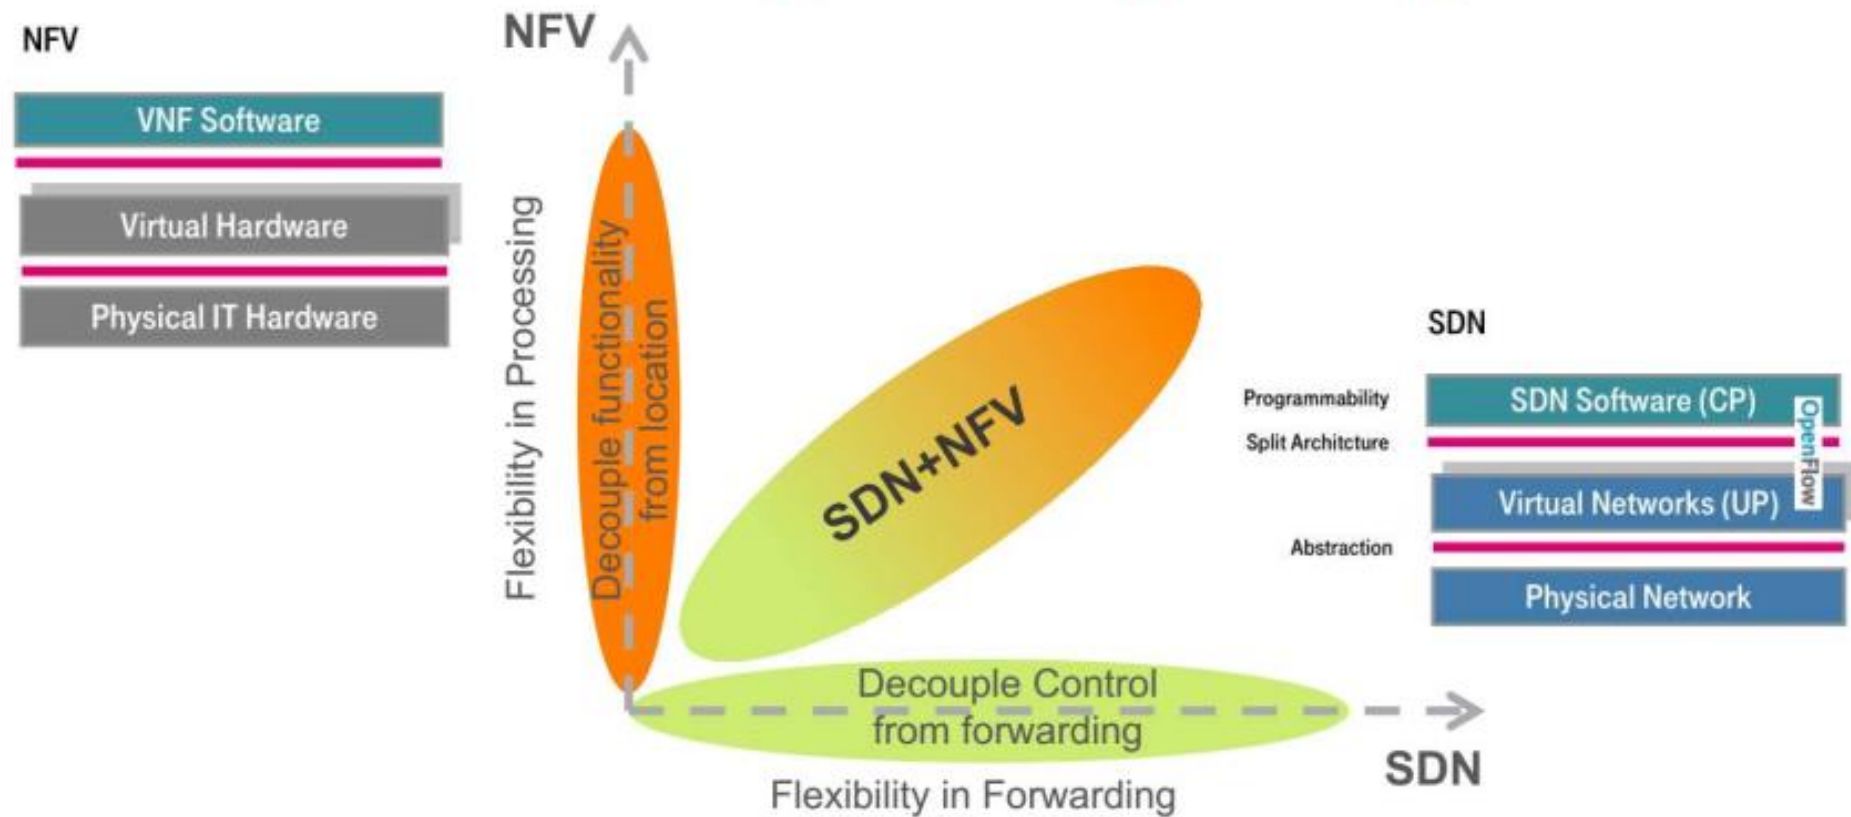 NFV
VNF Software
Virtual Hardware
Physical IT Hardware
NFV
Flexibility in Processing
Decouple functionality
from location
SDN+NFV
Decouple Control
from forwarding
SDN
Flexibility in Forwarding
SDN
Programmability
SDN Software (CP)
Split Architcture
OpenFlow
Virtual Networks (UP)
Abstraction
Physical Network